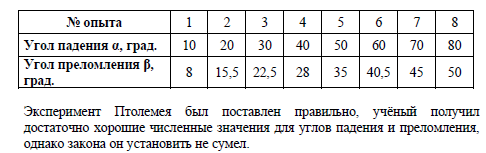 № опыта 1 2 3 4 5 6 7 8
Угол падения α, град. 10 20 30 40 50 60 70 80
Угол преломления β, град. 8 15,5 22,5 28 35 40,5 45 50
Эксперимент Птолемея был поставлен правильно, учёный получил
достаточно хорошие численные значения для углов падения и преломления,
однако закона он установить не сумел.